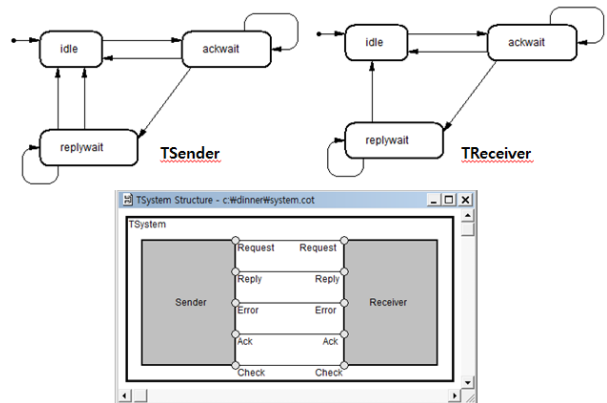 idle
ackwait
replywait
TSender
idle
ackwait
replywait
TReceiver
TSystem Structure - c:₩dinner₩system.cot
TSystem
Sender
Receiver
Request Request
Reply Reply
Error Error
Ack Ack
Check Check